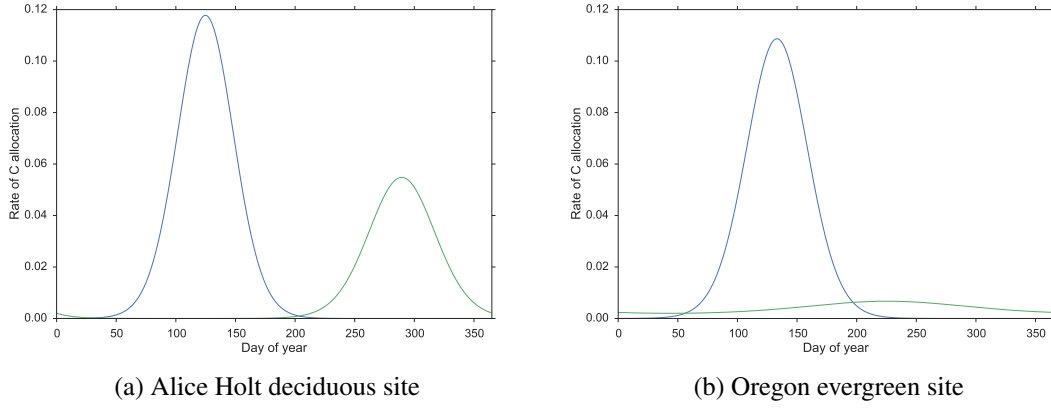 0.12
0.10
0.08
0.06
0.04
0.02
0.00
Rate of C allocation
0 50 100 150 200 250 300 350
Day of year
(a) Alice Holt deciduous site
0.12
0.10
0.08
0.06
0.04
0.02
0.00
Rate of C allocation
0 50 100 150 200 250 300 350
Day of year
(b) Oregon evergreen site